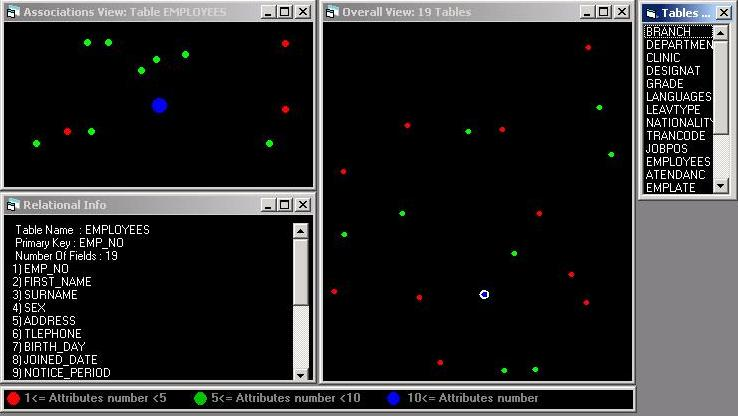 Associations View: Table EMPLOYEES
Overall View: 19 Tables
Tables ...
BRANCH
DEPARTMEN
CLINIC
DESIGNAT
GRADE
LANGUAGES
LEAVTYPE
NATIONALITY
TRANCODE
JOBPOS
EMPLOYEES
ATENDANC
EMPLATE
Relational Info
Table Name : EMPLOYEES
Primary Key : EMP_NO
Number Of Fields : 19
1) EMP_NO
2) FIRST_NAME
3) SURNAME
4) SEX
5) ADDRESS
6) TLEPHONE
7) BIRTH_DAY
8) JOINED_DATE
9) NOTICE_PERIOD
1<= Attributes number <5
5<= Attributes number <10
10<= Attributes number